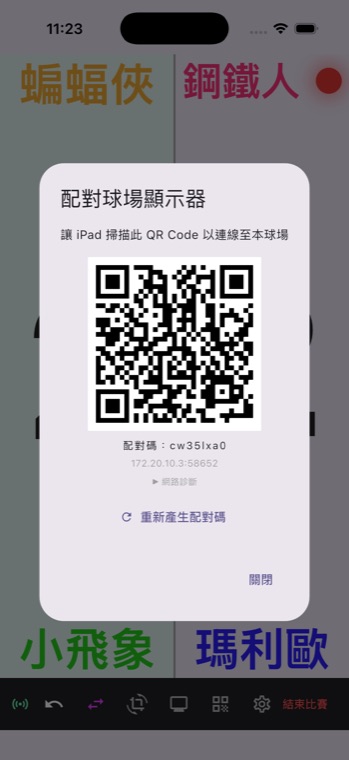 11:23
蝙蝠俠
鋼鐵人
配對球場顯示器
讓 iPad 掃描此 QR Code 以連線至本球場
配對碼：cw35lxa0
172.20.10.3:58652
▶ 網路診斷
重新產生配對碼
關閉
小飛象
瑪利歐
結束比賽